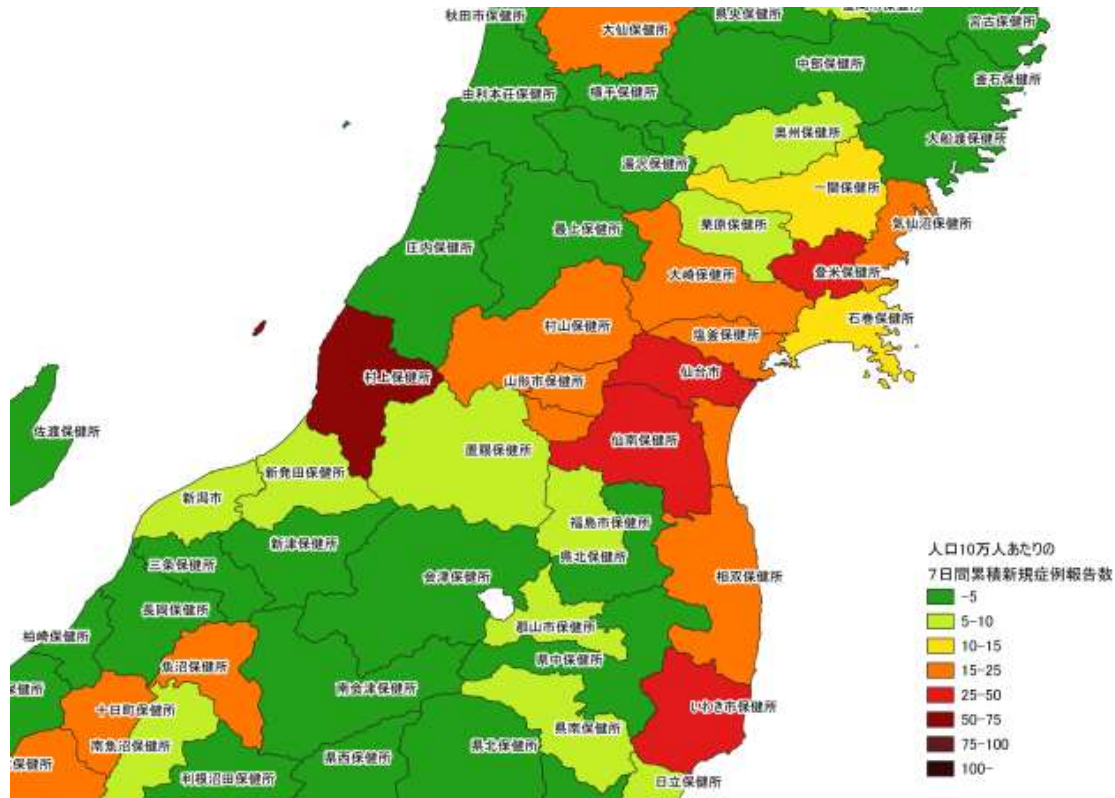 秋田市保健所
大仙保健所
県央保健所
宮古保健所
中部保健所
釜石保健所
由利本荘保健所
横手保健所
奥州保健所
大船渡保健所
湯沢保健所
一関保健所
気仙沼保健所
栗原保健所
最上保健所
庄内保健所
大崎保健所
登米保健所
石巻保健所
村山保健所
塩釜保健所
仙台市
村上保健所
山形市保健所
佐渡保健所
仙南保健所
置賜保健所
新発田保健所
新潟市
福島市保健所
新津保健所
県北保健所
三条保健所
会津保健所
相双保健所
長岡保健所
郡山市保健所
柏崎保健所
県中保健所
魚沼保健所
南会津保健所
保健所
いわき市保健所
十日町保健所
県南保健所
南魚沼保健所
県北保健所
県西保健所
保健所
利根沼田保健所
日立保健所
人口10万人あたりの
7日間累積新規症例報告数
-5
5-10
10-15
15-25
25-50
50-75
75-100
100-